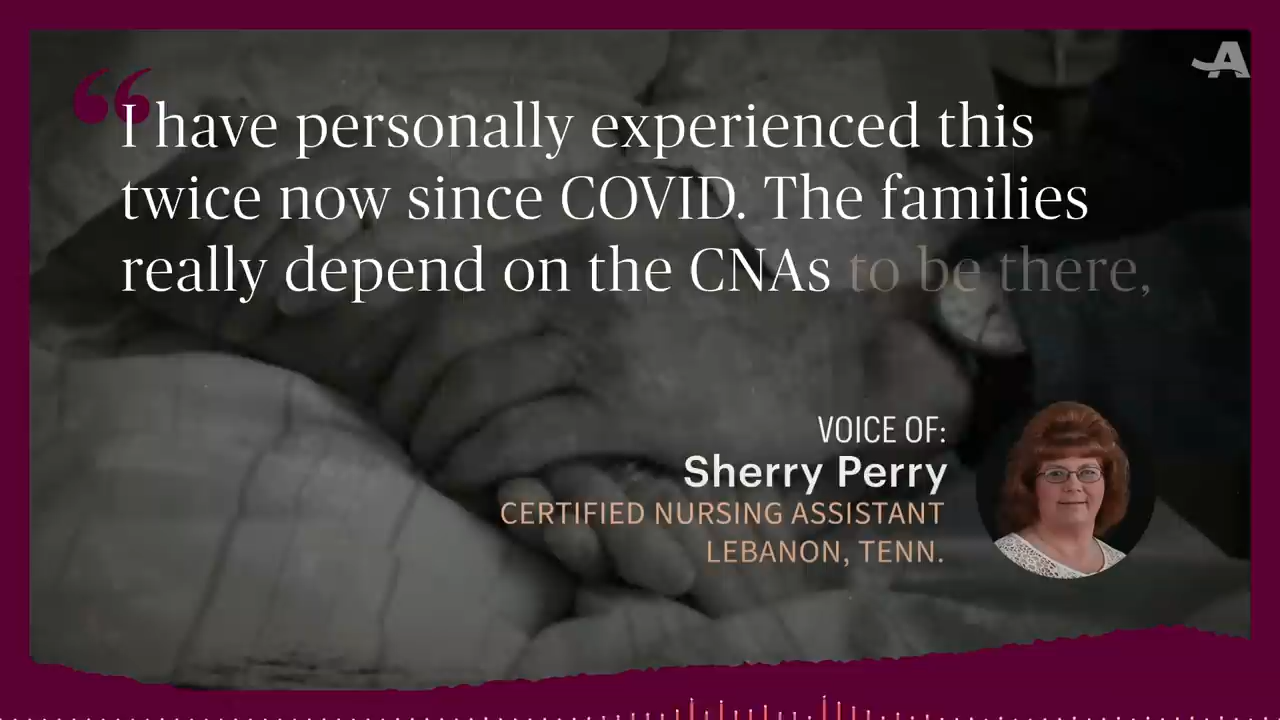 “I have personally experienced this
twice now since COVID. The families
really depend on the CNAs to be there,
VOICE OF:
Sherry Perry
CERTIFIED NURSING ASSISTANT
LEBANON, TENN.